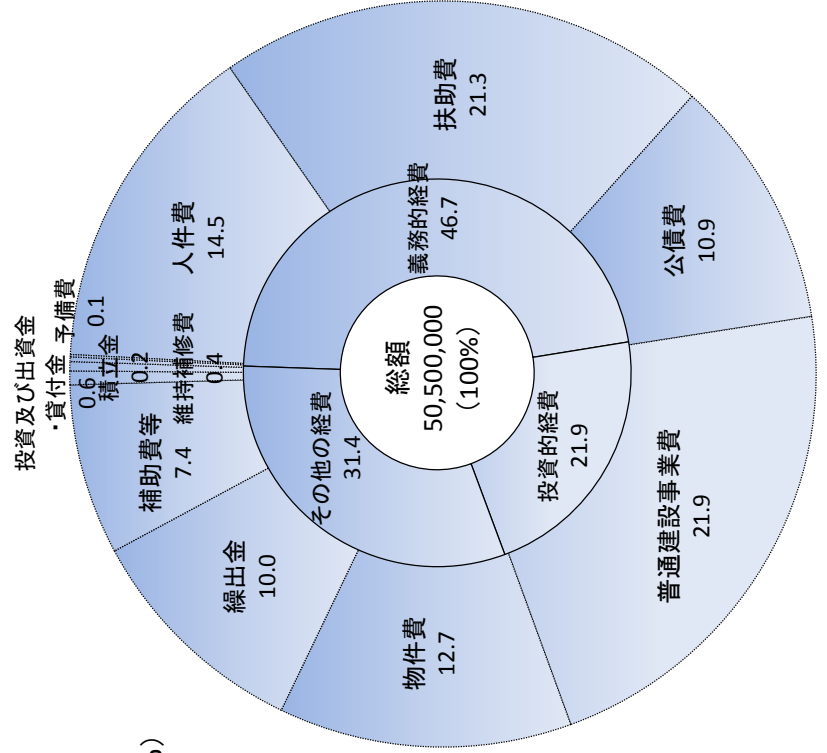 投資及び出資金
・貸付金
0.6
積立金
0.2
予備費
0.1
維持補修費
0.4
人件費
14.5
扶助費
21.3
公債費
10.9
普通建設事業費
21.9
物件費
12.7
繰出金
10.0
補助費等
7.4
義務的経費
46.7
投資的経費
21.9
その他の経費
31.4
総額
50,500,000
(100%)